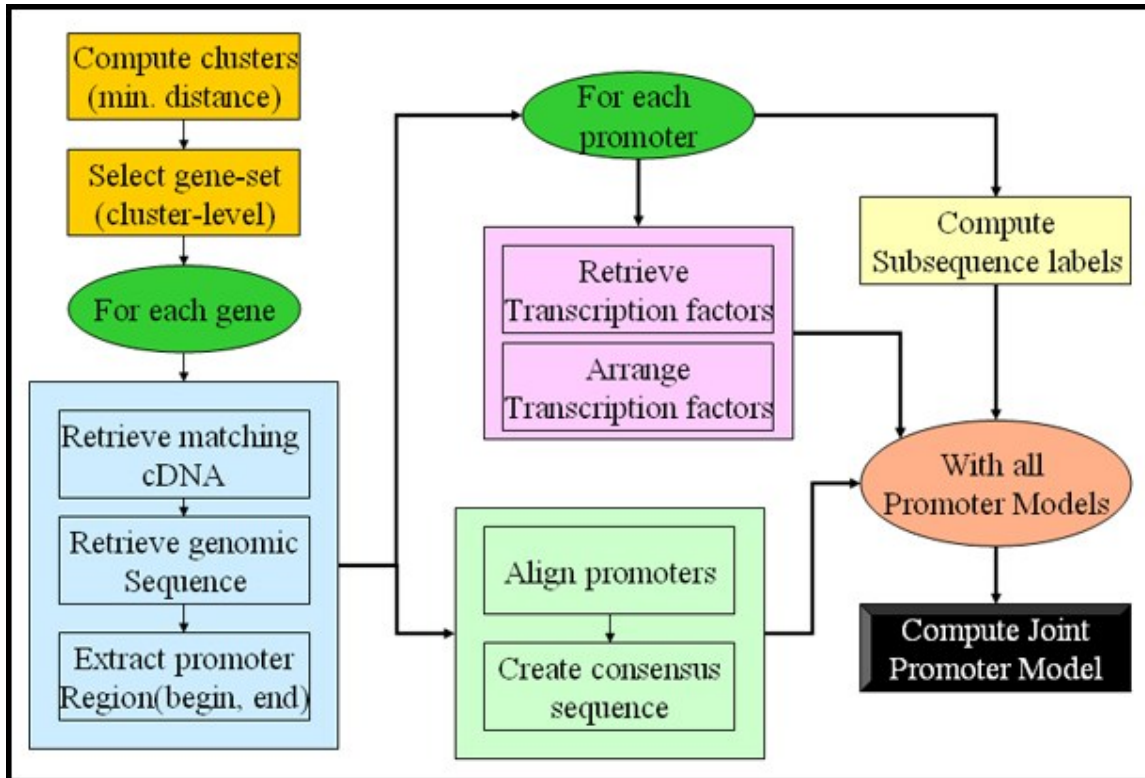 Compute clusters
(min. distance)
Select gene-set
(cluster-level)
For each gene
Retrieve matching
cDNA
Retrieve genomic
Sequence
Extract promoter
Region(begin, end)
For each
promoter
Retrieve
Transcription factors
Arrange
Transcription factors
Align promoters
Create consensus
sequence
Compute
Subsequence labels
With all
Promoter Models
Compute Joint
Promoter Model